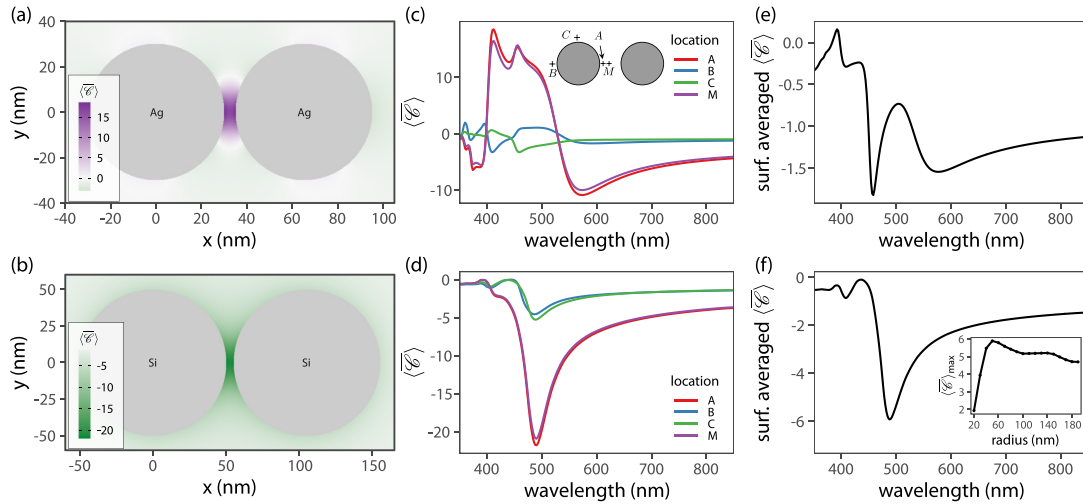 (a)
40
20
0
-20
40
y (nm)
⟨𝒞̅⟩
15
10
5
0
Ag
Ag
-40
-20
0
20
40
60
80
100
x (nm)
(b)
50
25
0
-25
-50
y (nm)
⟨𝒞̅⟩
-5
-10
-15
-20
Si
Si
-50
0
50
100
150
x (nm)
(c)
10
0
-10
⟨𝒞̅⟩
C
A
B
M
location
A
B
C
M
400
500
600
700
800
wavelength (nm)
(d)
0
-5
-10
-15
-20
⟨𝒞̅⟩
location
A
B
C
M
400
500
600
700
800
wavelength (nm)
(e)
0.0
-0.5
-1.0
-1.5
surf. averaged ⟨𝒞̅⟩
400
500
600
700
800
wavelength (nm)
(f)
0
-2
-4
-6
surf. averaged ⟨𝒞̅⟩
6
5
4
3
2
⟨𝒞̅⟩max
20
60
100
140
180
radius (nm)
400
500
600
700
800
wavelength (nm)